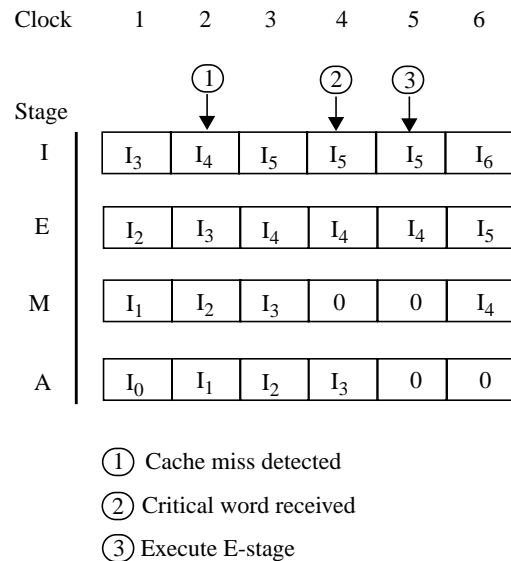 Clock 1 2 3 4 5 6
1 2 3
Stage
I I₃ I₄ I₅ I₅ I₅ I₆
E I₂ I₃ I₄ I₄ I₄ I₅
M I₁ I₂ I₃ 0 0 I₄
A I₀ I₁ I₂ I₃ 0 0
1 Cache miss detected
2 Critical word received
3 Execute E-stage